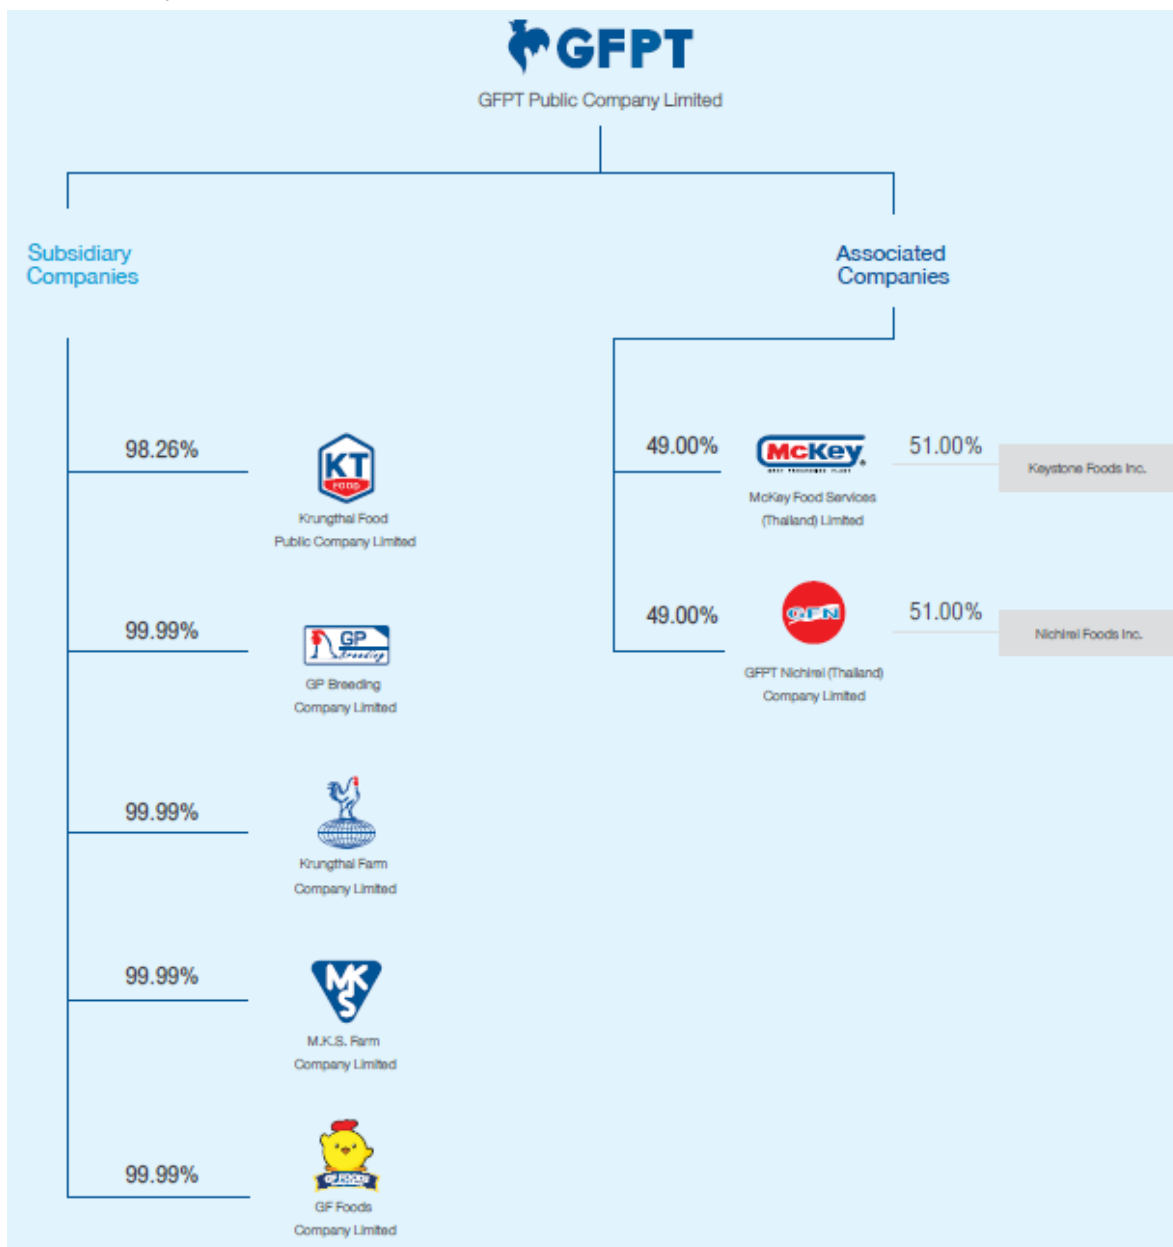 GFPT
GFPT Public Company Limited
Subsidiary
Companies
Associated
Companies
98.26%
KT
FOOD
Krungthai Food
Public Company Limited
49.00%
McKey
McKey Food Services
(Thailand) Limited
51.00%
Keystone Foods Inc.
99.99%
GP
Breeding
GP Breeding
Company Limited
49.00%
GFN
GFPT Nichirei (Thailand)
Company Limited
51.00%
Nichirei Foods Inc.
99.99%
Krungthai Farm
Company Limited
99.99%
MKS
M.K.S. Farm
Company Limited
99.99%
GF FOODS
GF Foods
Company Limited